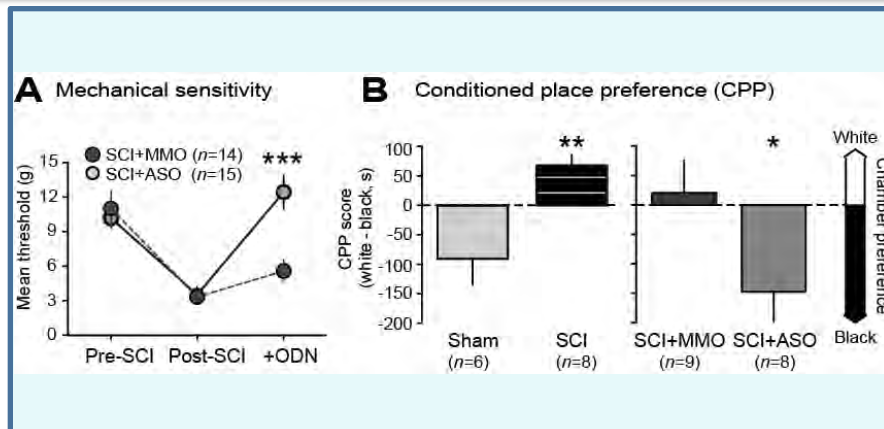 A Mechanical sensitivity
SCI+MMO (n=14)
SCI+ASO (n=15)
***
Mean threshold (g)
15
12
9
6
3
0
Pre-SCI Post-SCI +ODN
B Conditioned place preference (CPP)
CPP score
(white - black, s)
100
50
0
-50
-100
-150
-200
** *
Sham SCI SCI+MMO SCI+ASO
(n=6) (n=8) (n=9) (n=8)
White
Chamber preference
Black